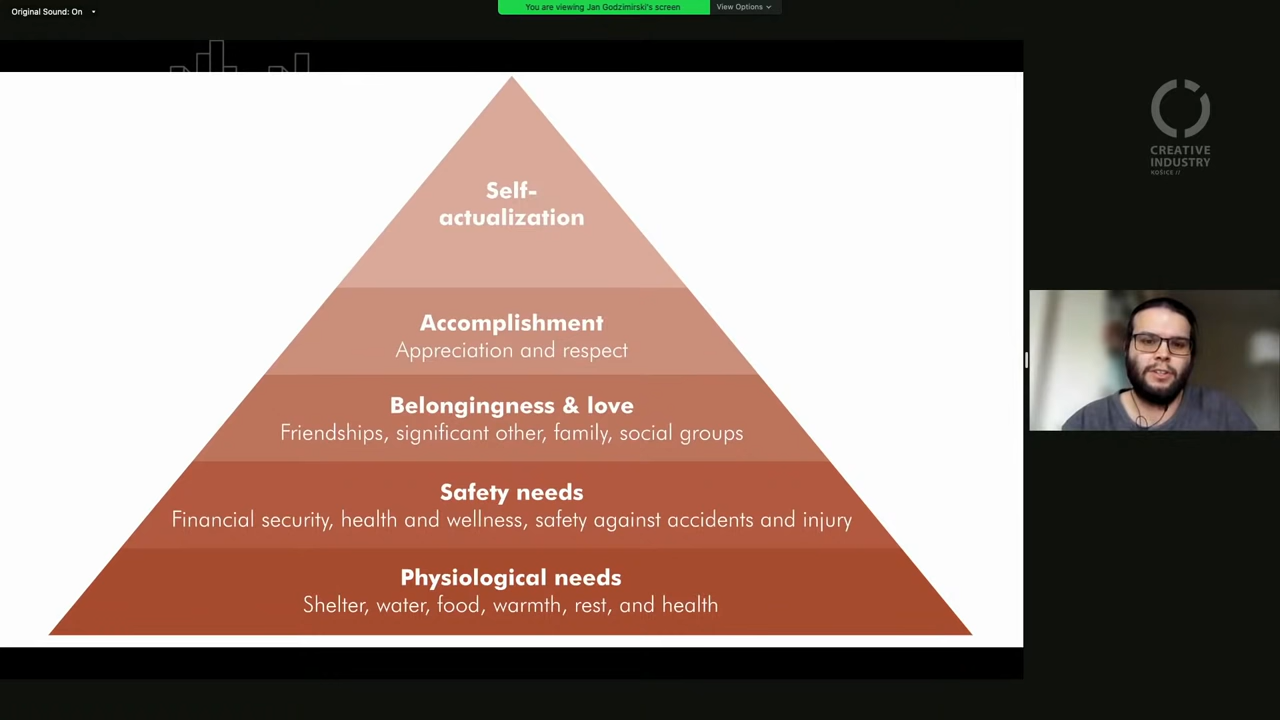 Original Sound: On
You are viewing Jan Godzimirski's screen
View Options
CREATIVE
INDUSTRY
KOŠICE //
Self-
actualization
Accomplishment
Appreciation and respect
Belongingness & love
Friendships, significant other, family, social groups
Safety needs
Financial security, health and wellness, safety against accidents and injury
Physiological needs
Shelter, water, food, warmth, rest, and health